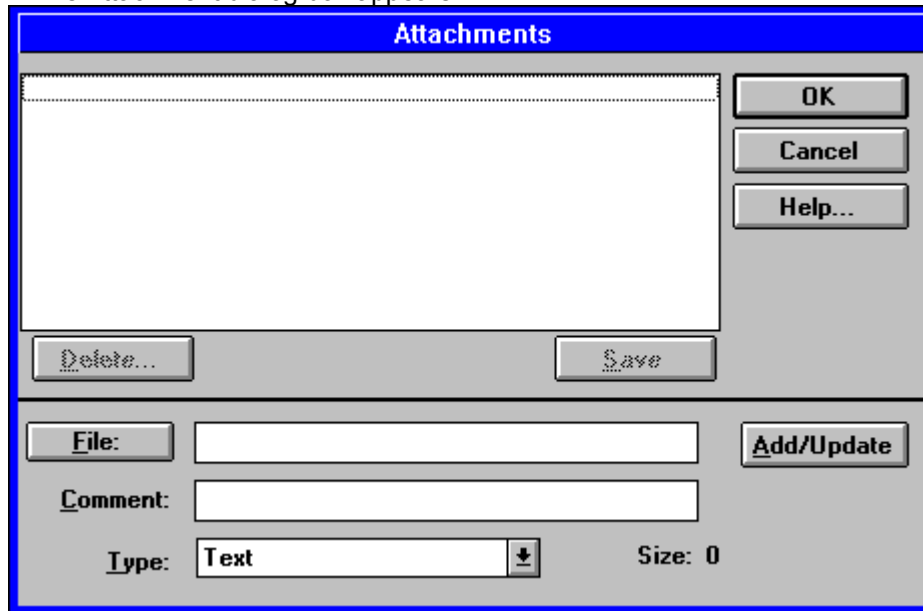 Attachments
OK
Cancel
Help...
Delete...
Save
File:
Add/Update
Comment:
Type: Text Size: 0